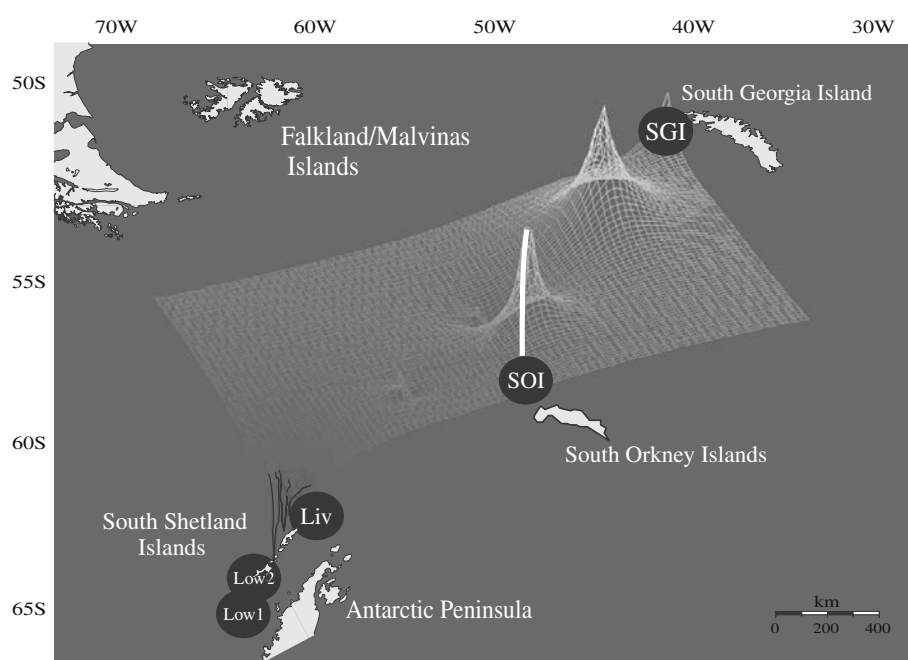 70W 60W 50W 40W 30W
50S
South Georgia Island
SGI
Falkland/Malvinas
Islands
55S
SOI
60S
South Orkney Islands
Liv
South Shetland
Islands
Low2
Low1
65S
Antarctic Peninsula
km
0 200 400